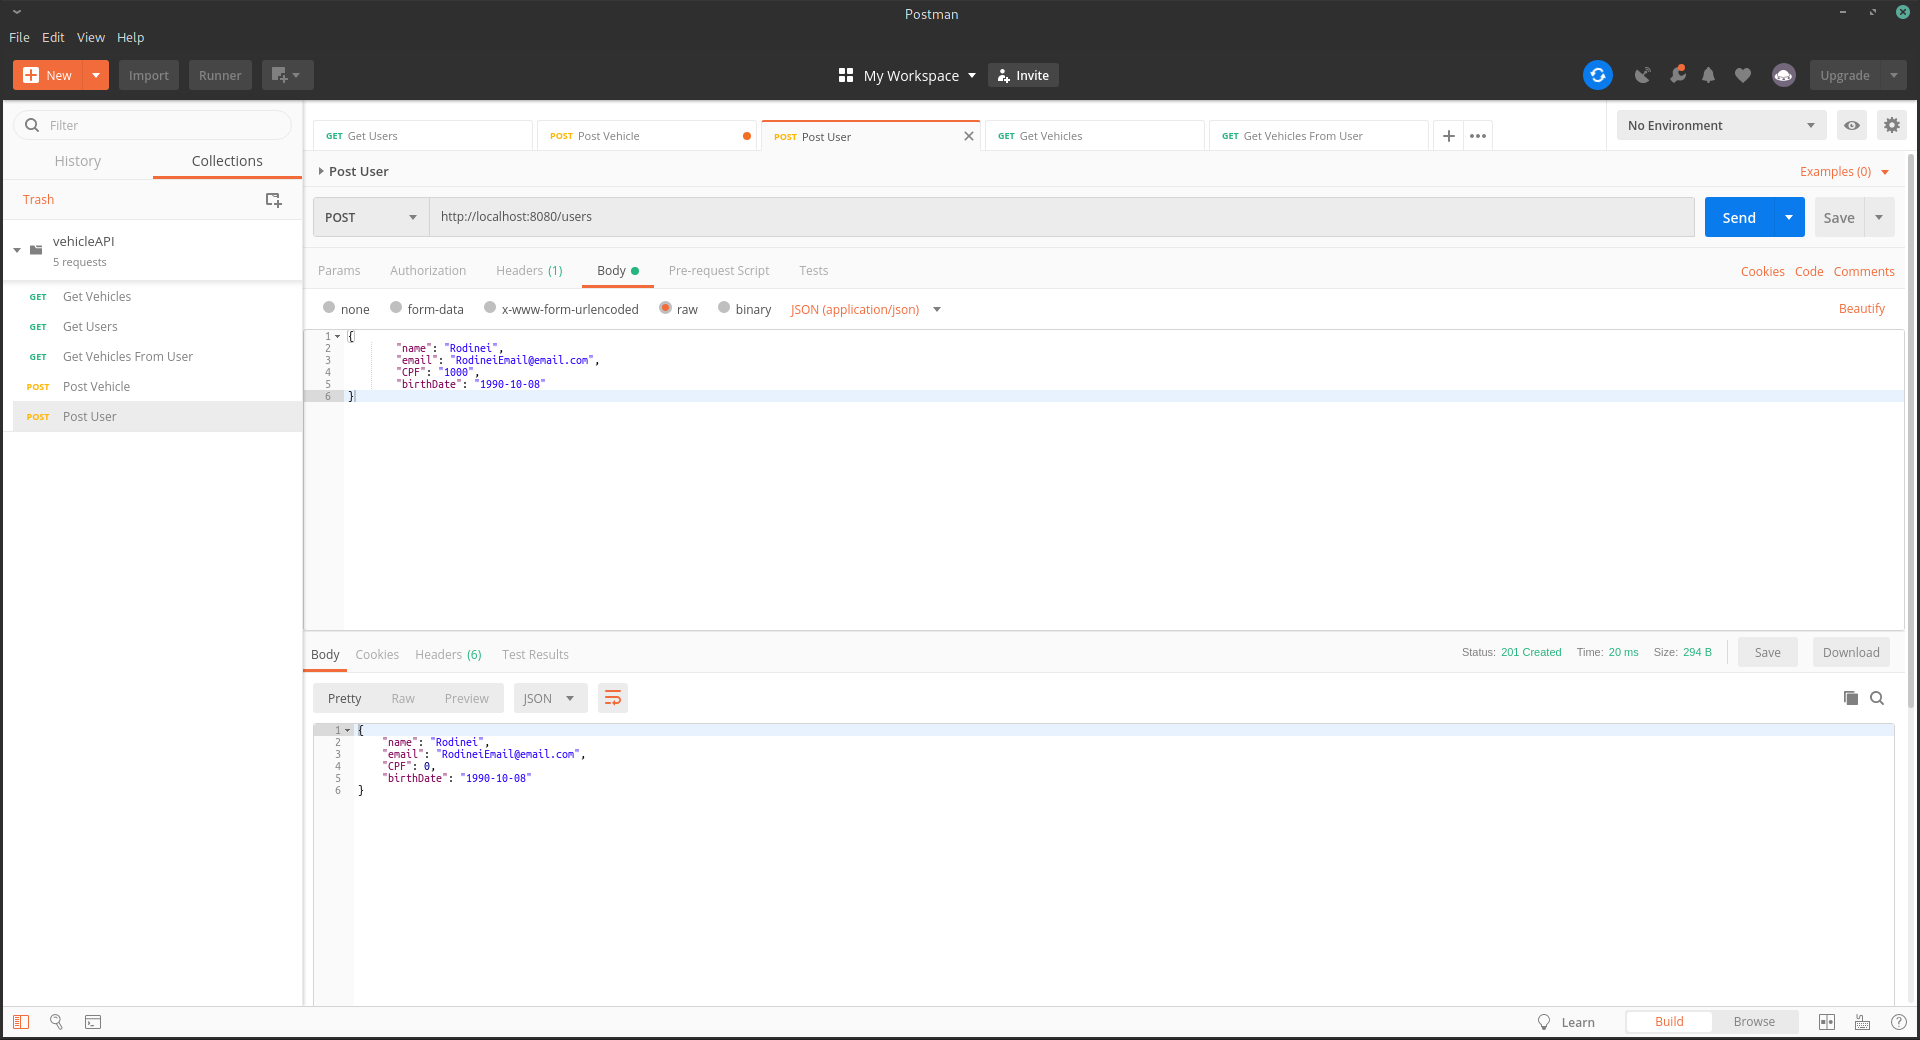 Postman
File Edit View Help
New Import Runner My Workspace Invite Upgrade
Filter
History Collections
Trash
vehicleAPI
5 requests
GET Get Vehicles
GET Get Users
GET Get Vehicles From User
POST Post Vehicle
POST Post User
GET Get Users POST Post Vehicle POST Post User GET Get Vehicles GET Get Vehicles From User No Environment
Post User Examples (0)
POST http://localhost:8080/users Send Save
Params Authorization Headers (1) Body Pre-request Script Tests Cookies Code Comments
none form-data x-www-form-urlencoded raw binary JSON (application/json) Beautify
1 {
2 "name": "Rodinei",
3 "email": "RodineiEmail@email.com",
4 "CPF": "1000",
5 "birthDate": "1990-10-08"
6 }
Body Cookies Headers (6) Test Results Status: 201 Created Time: 20 ms Size: 294 B Save Download
Pretty Raw Preview JSON
1 {
2 "name": "Rodinei",
3 "email": "RodineiEmail@email.com",
4 "CPF": 0,
5 "birthDate": "1990-10-08"
6 }
Learn Build Browse